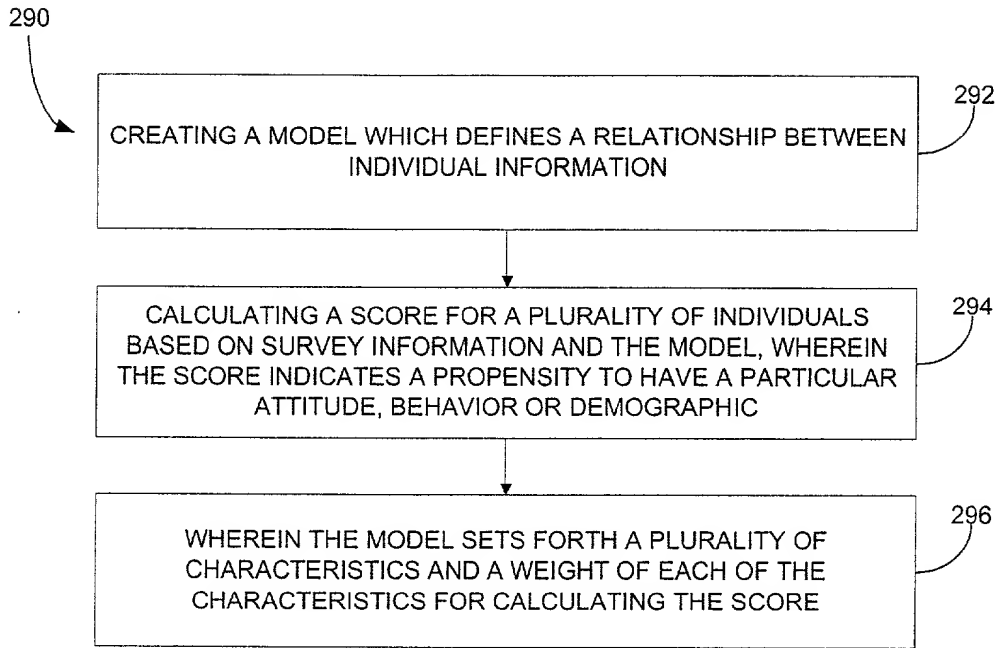 290
292
CREATING A MODEL WHICH DEFINES A RELATIONSHIP BETWEEN
INDIVIDUAL INFORMATION
294
CALCULATING A SCORE FOR A PLURALITY OF INDIVIDUALS
BASED ON SURVEY INFORMATION AND THE MODEL, WHEREIN
THE SCORE INDICATES A PROPENSITY TO HAVE A PARTICULAR
ATTITUDE, BEHAVIOR OR DEMOGRAPHIC
296
WHEREIN THE MODEL SETS FORTH A PLURALITY OF
CHARACTERISTICS AND A WEIGHT OF EACH OF THE
CHARACTERISTICS FOR CALCULATING THE SCORE